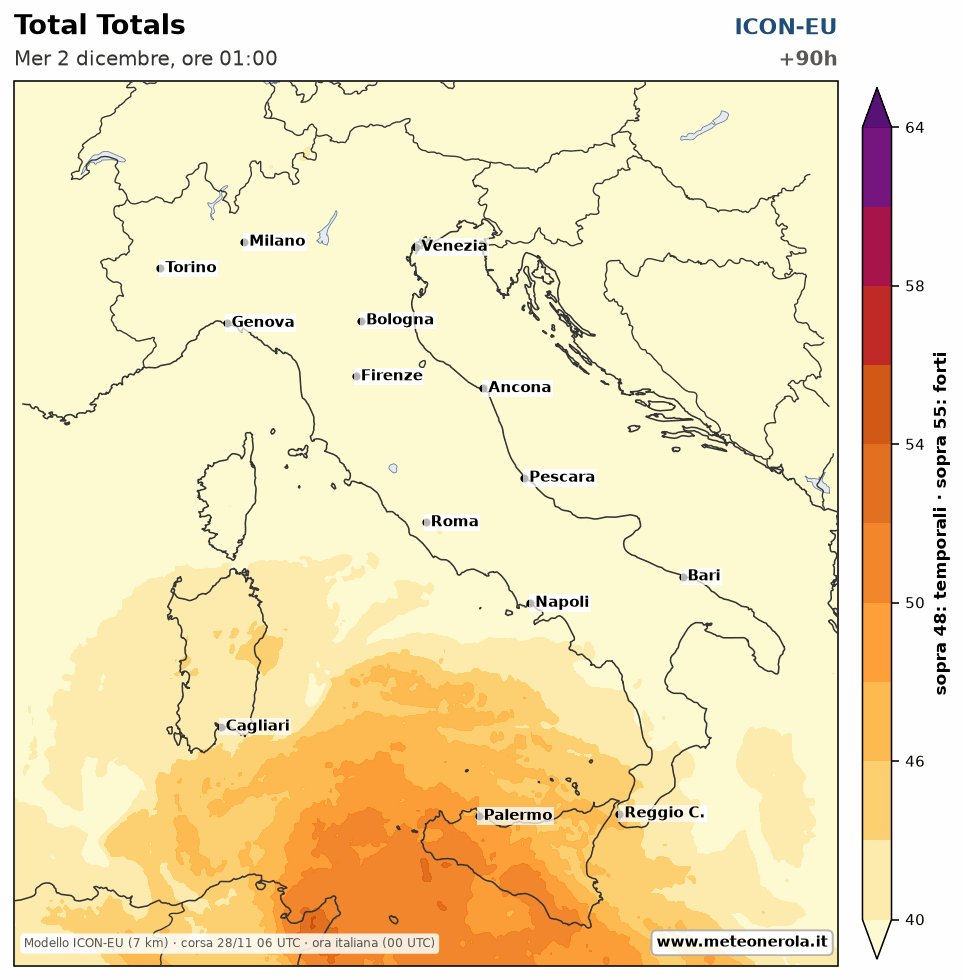 Total Totals
ICON-EU
Mer 2 dicembre, ore 01:00
+90h
64
58
54
50
46
40
sopra 48: temporali · sopra 55: forti
Milano
Venezia
Torino
Genova
Bologna
Firenze
Ancona
Pescara
Roma
Bari
Napoli
Cagliari
Palermo
Reggio C.
Modello ICON-EU (7 km) · corsa 28/11 06 UTC · ora italiana (00 UTC)
www.meteonerola.it